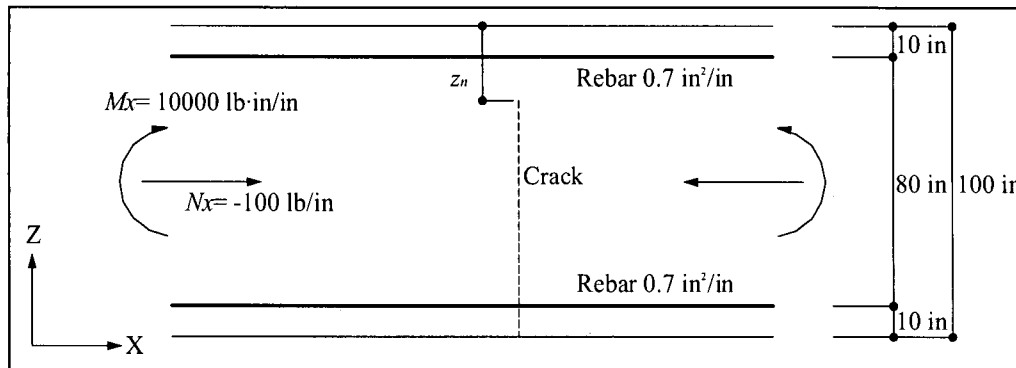 10 in
zn
Rebar 0.7 in²/in
Mx= 10000 lb·in/in
Crack
80 in
100 in
Nx= -100 lb/in
Z
Rebar 0.7 in²/in
10 in
X